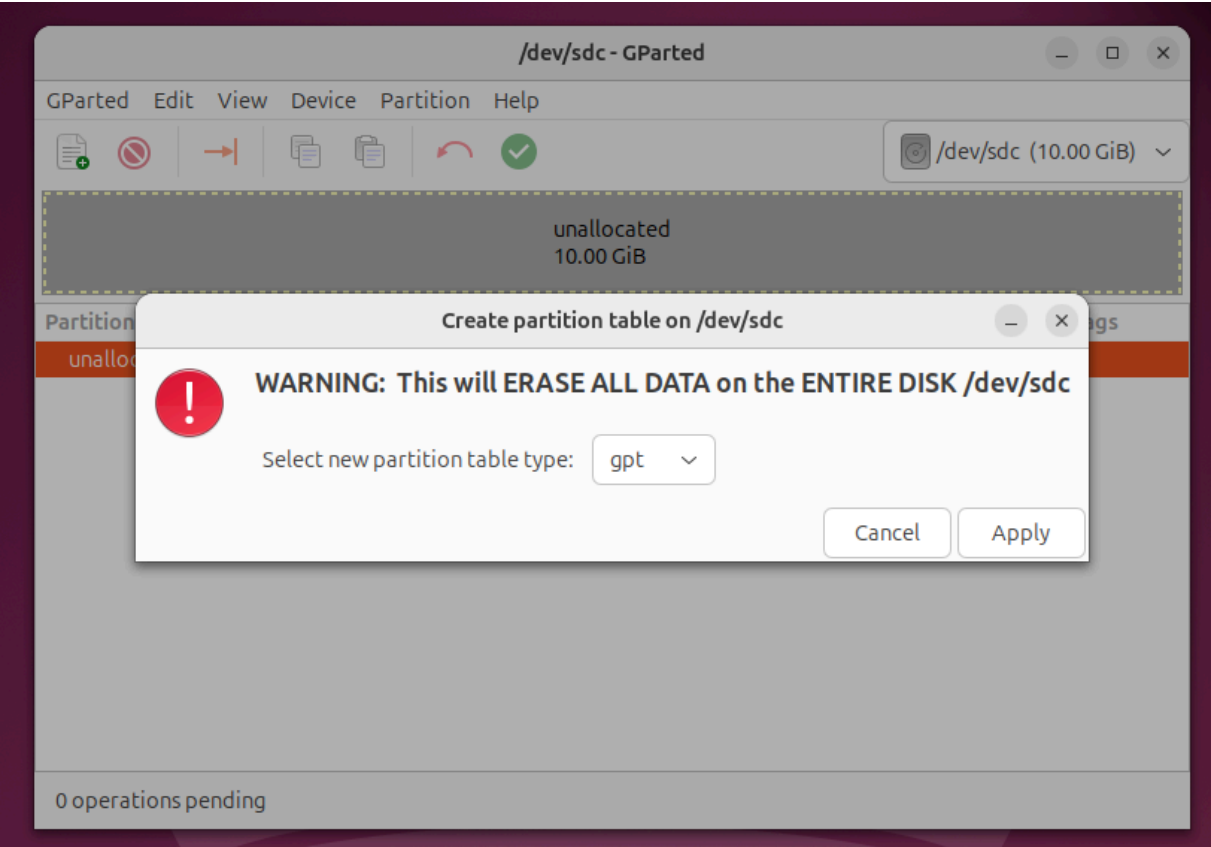 /dev/sdc - GParted
GParted Edit View Device Partition Help
/dev/sdc (10.00 GiB)
unallocated
10.00 GiB
Partition
Create partition table on /dev/sdc
WARNING: This will ERASE ALL DATA on the ENTIRE DISK /dev/sdc
Select new partition table type: gpt
Cancel Apply
0 operations pending